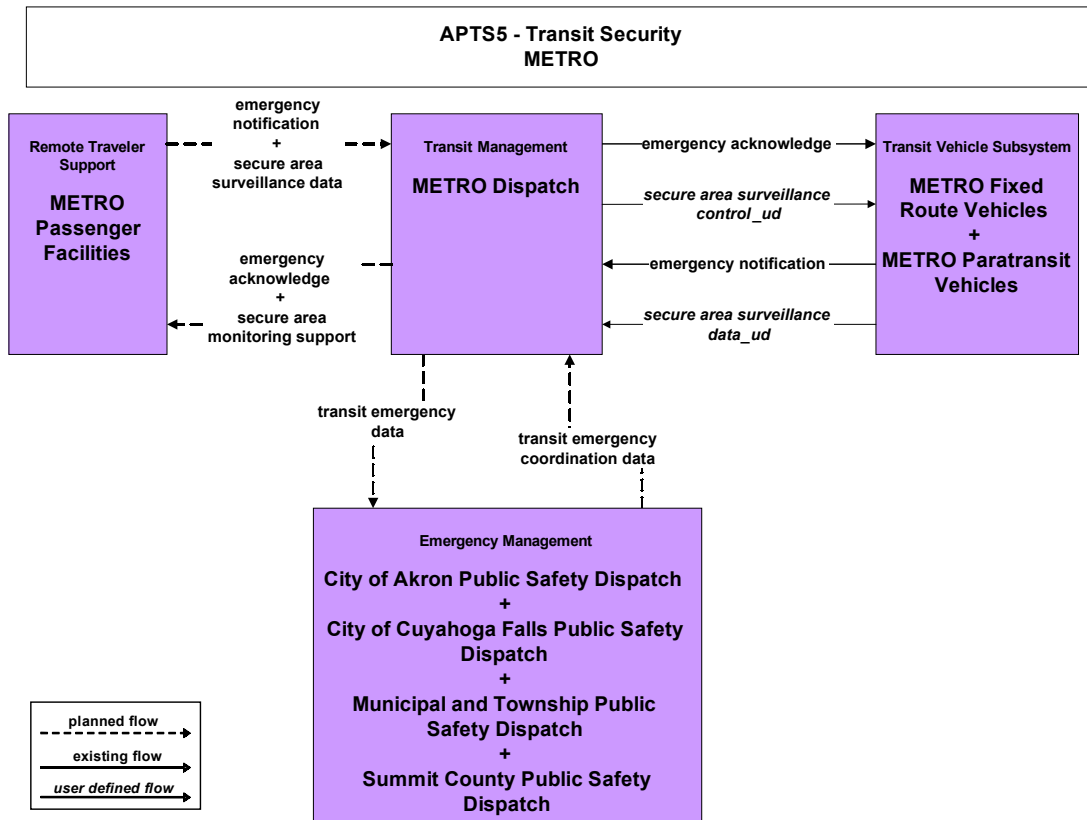 APTS5 - Transit Security
METRO
Remote Traveler
Support
METRO
Passenger
Facilities
emergency
notification
+
secure area
surveillance data
emergency
acknowledge
+
secure area
monitoring support
Transit Management
METRO Dispatch
emergency acknowledge
secure area surveillance
control_ud
emergency notification
secure area surveillance
data_ud
Transit Vehicle Subsystem
METRO Fixed
Route Vehicles
+
METRO Paratransit
Vehicles
transit emergency
data
transit emergency
coordination data
Emergency Management
City of Akron Public Safety Dispatch
+
City of Cuyahoga Falls Public Safety
Dispatch
+
Municipal and Township Public
Safety Dispatch
+
Summit County Public Safety
Dispatch
planned flow
existing flow
user defined flow